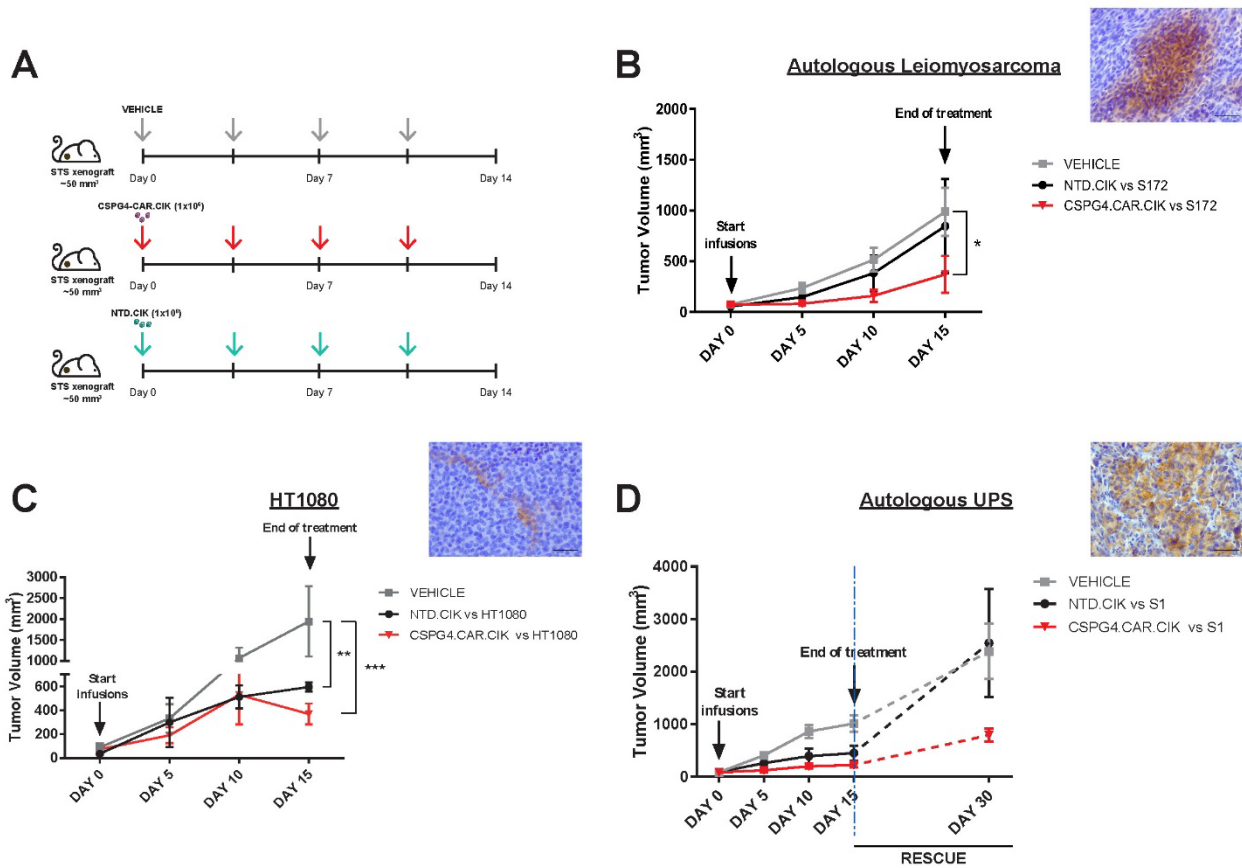 A
VEHICLE
STS xenograft
~50 mm³
Day 0
Day 7
Day 14
CSPG4-CAR.CIK (1x10⁶)
STS xenograft
~50 mm³
Day 0
Day 7
Day 14
NTD.CIK (1x10⁶)
STS xenograft
~50 mm³
Day 0
Day 7
Day 14
B
Autologous Leiomyosarcoma
Tumor Volume (mm³)
2000
1500
1000
500
0
Start
infusions
End of treatment
*
DAY 0
DAY 5
DAY 10
DAY 15
VEHICLE
NTD.CIK vs S172
CSPG4.CAR.CIK vs S172
C
HT1080
Tumor Volume (mm³)
3000
2500
2000
1500
1000
600
400
200
0
Start
Infusions
End of treatment
**
***
DAY 0
DAY 5
DAY 10
DAY 15
VEHICLE
NTD.CIK vs HT1080
CSPG4.CAR.CIK vs HT1080
D
Autologous UPS
Tumor Volume (mm³)
4000
3000
2000
1000
0
Start
infusions
End of treatment
DAY 0
DAY 5
DAY 10
DAY 15
DAY 30
RESCUE
VEHICLE
NTD.CIK vs S1
CSPG4.CAR.CIK vs S1